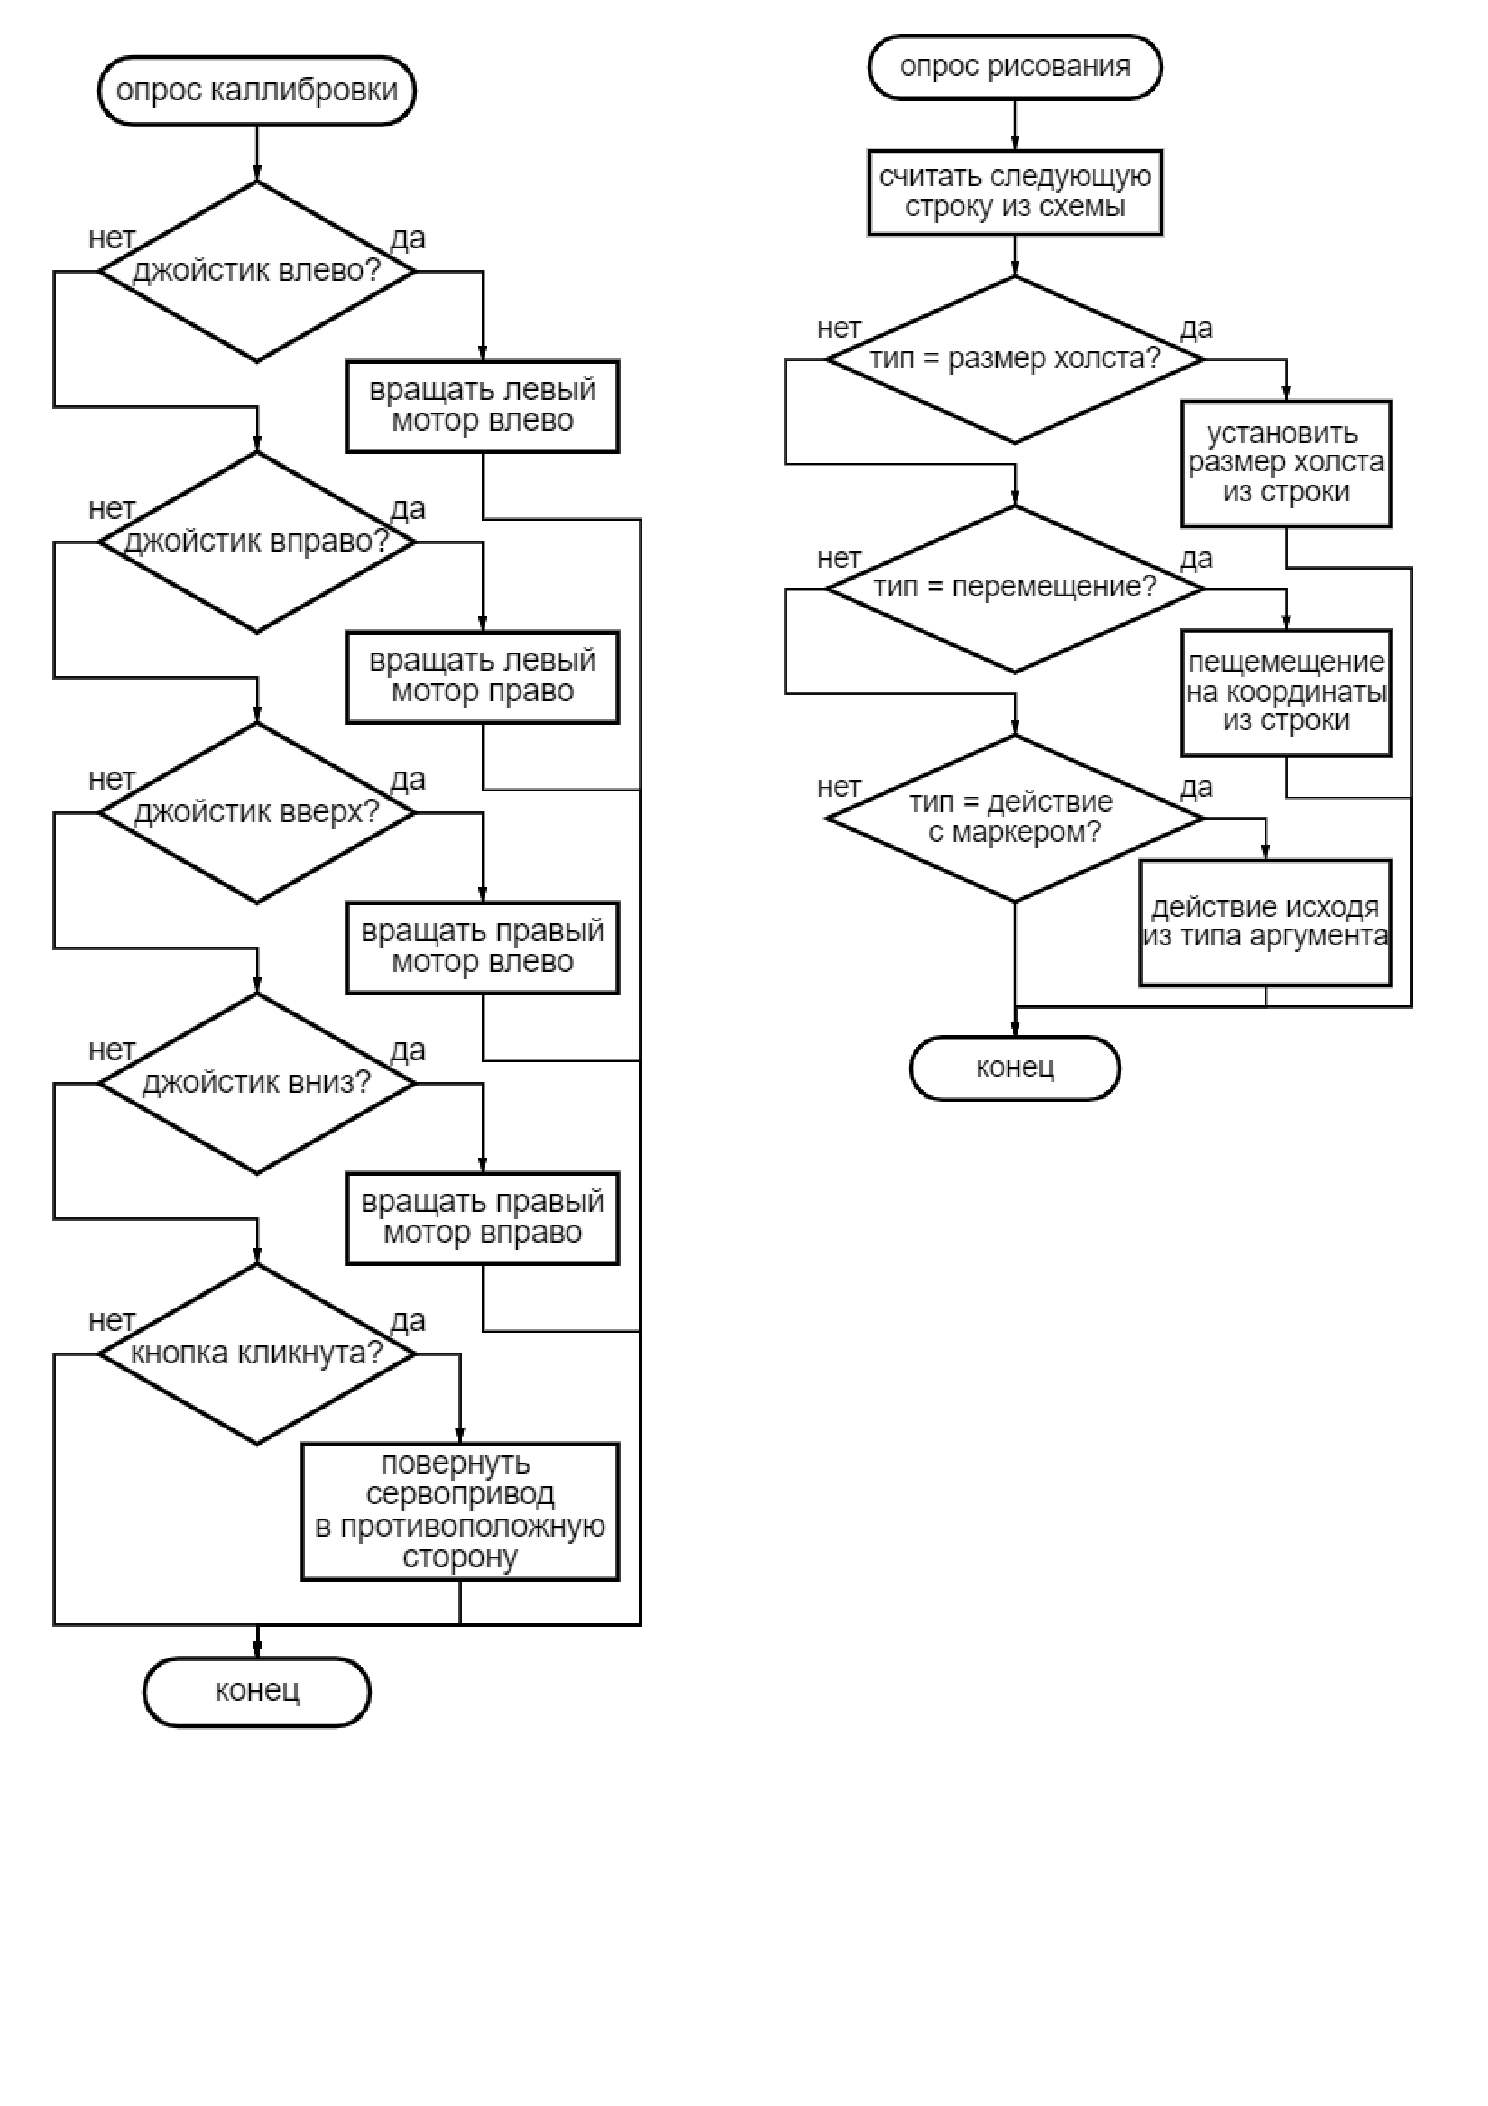 опрос каллибровки
нет
да
джойстик влево?
вращать левый
мотор влево
нет
да
джойстик вправо?
вращать левый
мотор право
нет
да
джойстик вверх?
вращать правый
мотор влево
нет
да
джойстик вниз?
вращать правый
мотор вправо
нет
да
кнопка кликнута?
повернуть
сервопривод
в противоположную
сторону
конец
опрос рисования
считать следующую
строку из схемы
нет
да
тип = размер холста?
установить
размер холста
из строки
нет
да
тип = перемещение?
пещемещение
на координаты
из строки
нет
да
тип = действие
с маркером?
действие исходя
из типа аргумента
конец